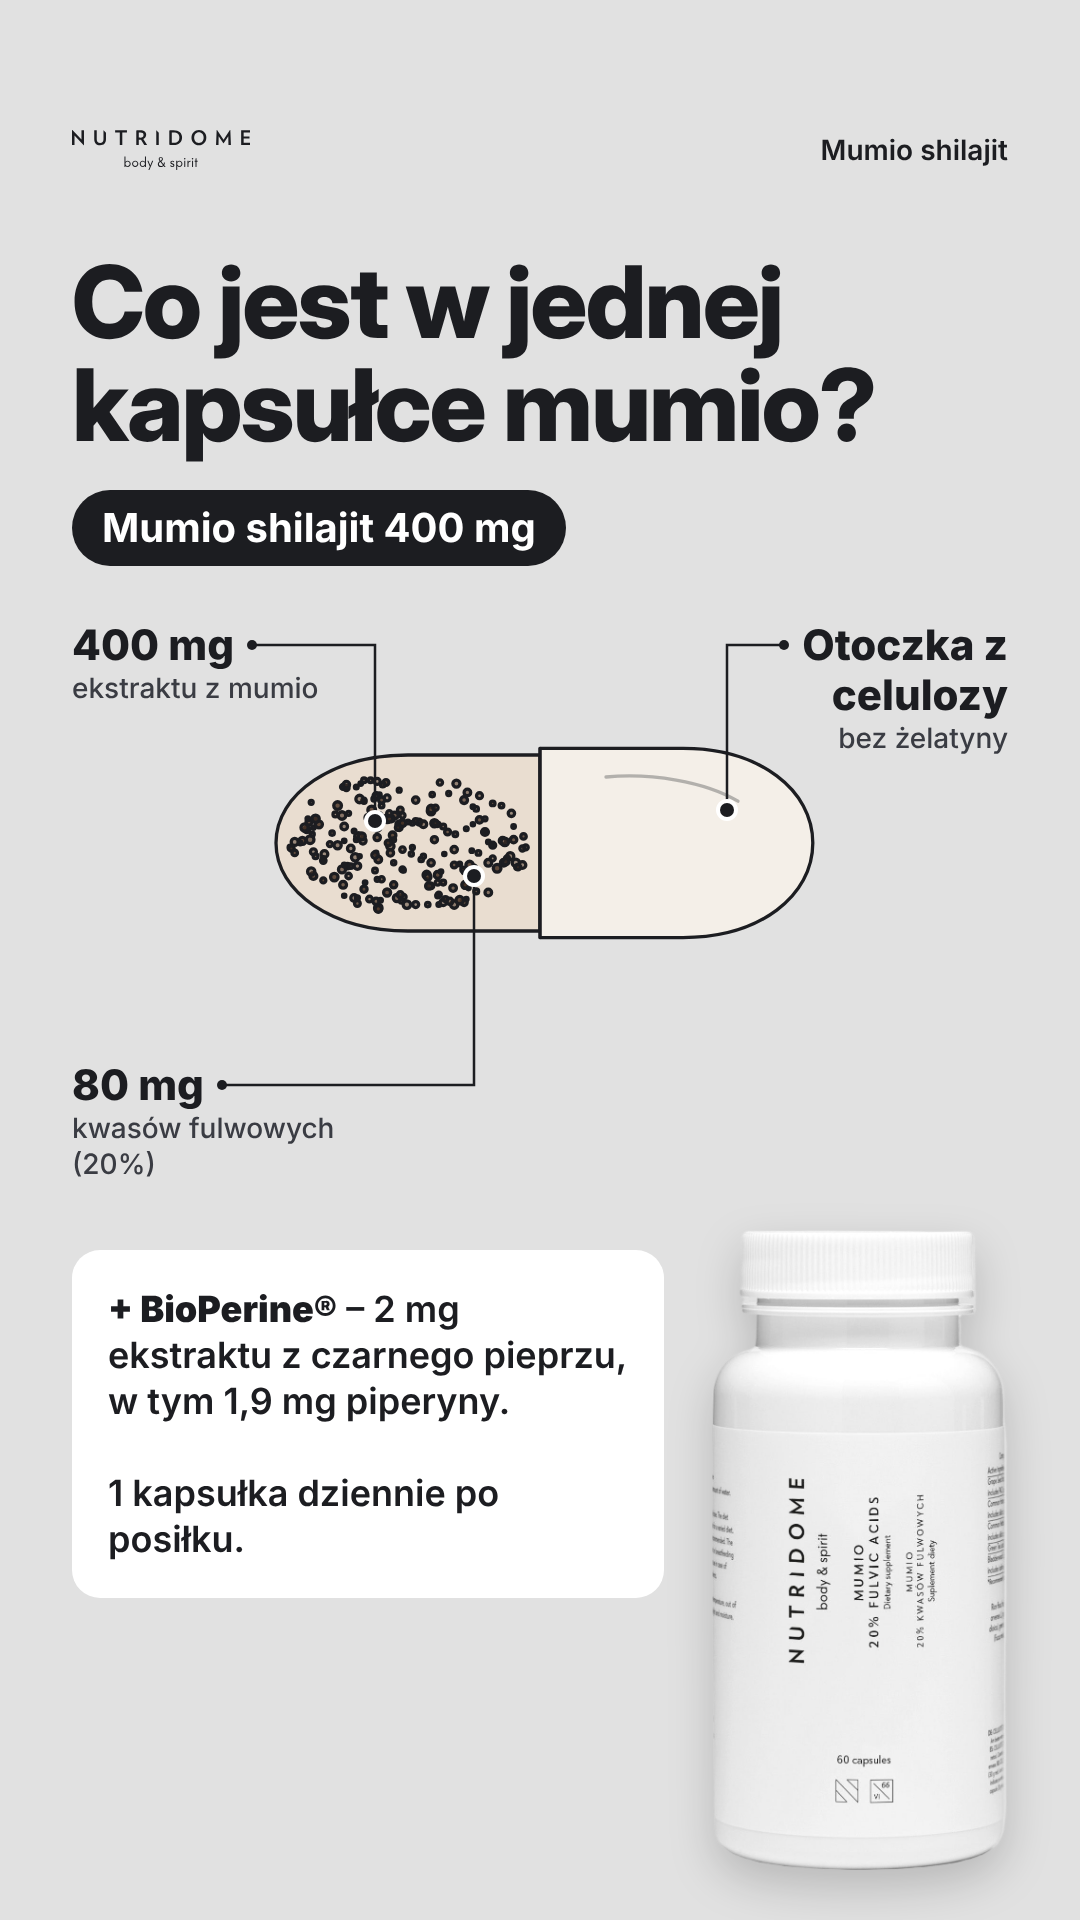 NUTRIDOME
body & spirit
Mumio shilajit
Co jest w jednej
kapsułce mumio?
Mumio shilajit 400 mg
400 mg
ekstraktu z mumio
Otoczka z
celulozy
bez żelatyny
80 mg
kwasów fulwowych
(20%)
+ BioPerine® – 2 mg
ekstraktu z czarnego pieprzu,
w tym 1,9 mg piperyny.
1 kapsułka dziennie po
posiłku.
NUTRIDOME
body & spirit
MUMIO
20% FULVIC ACIDS
Dietary supplement
MUMIO
20% KWASÓW FULWOWYCH
Suplement diety
60 capsules